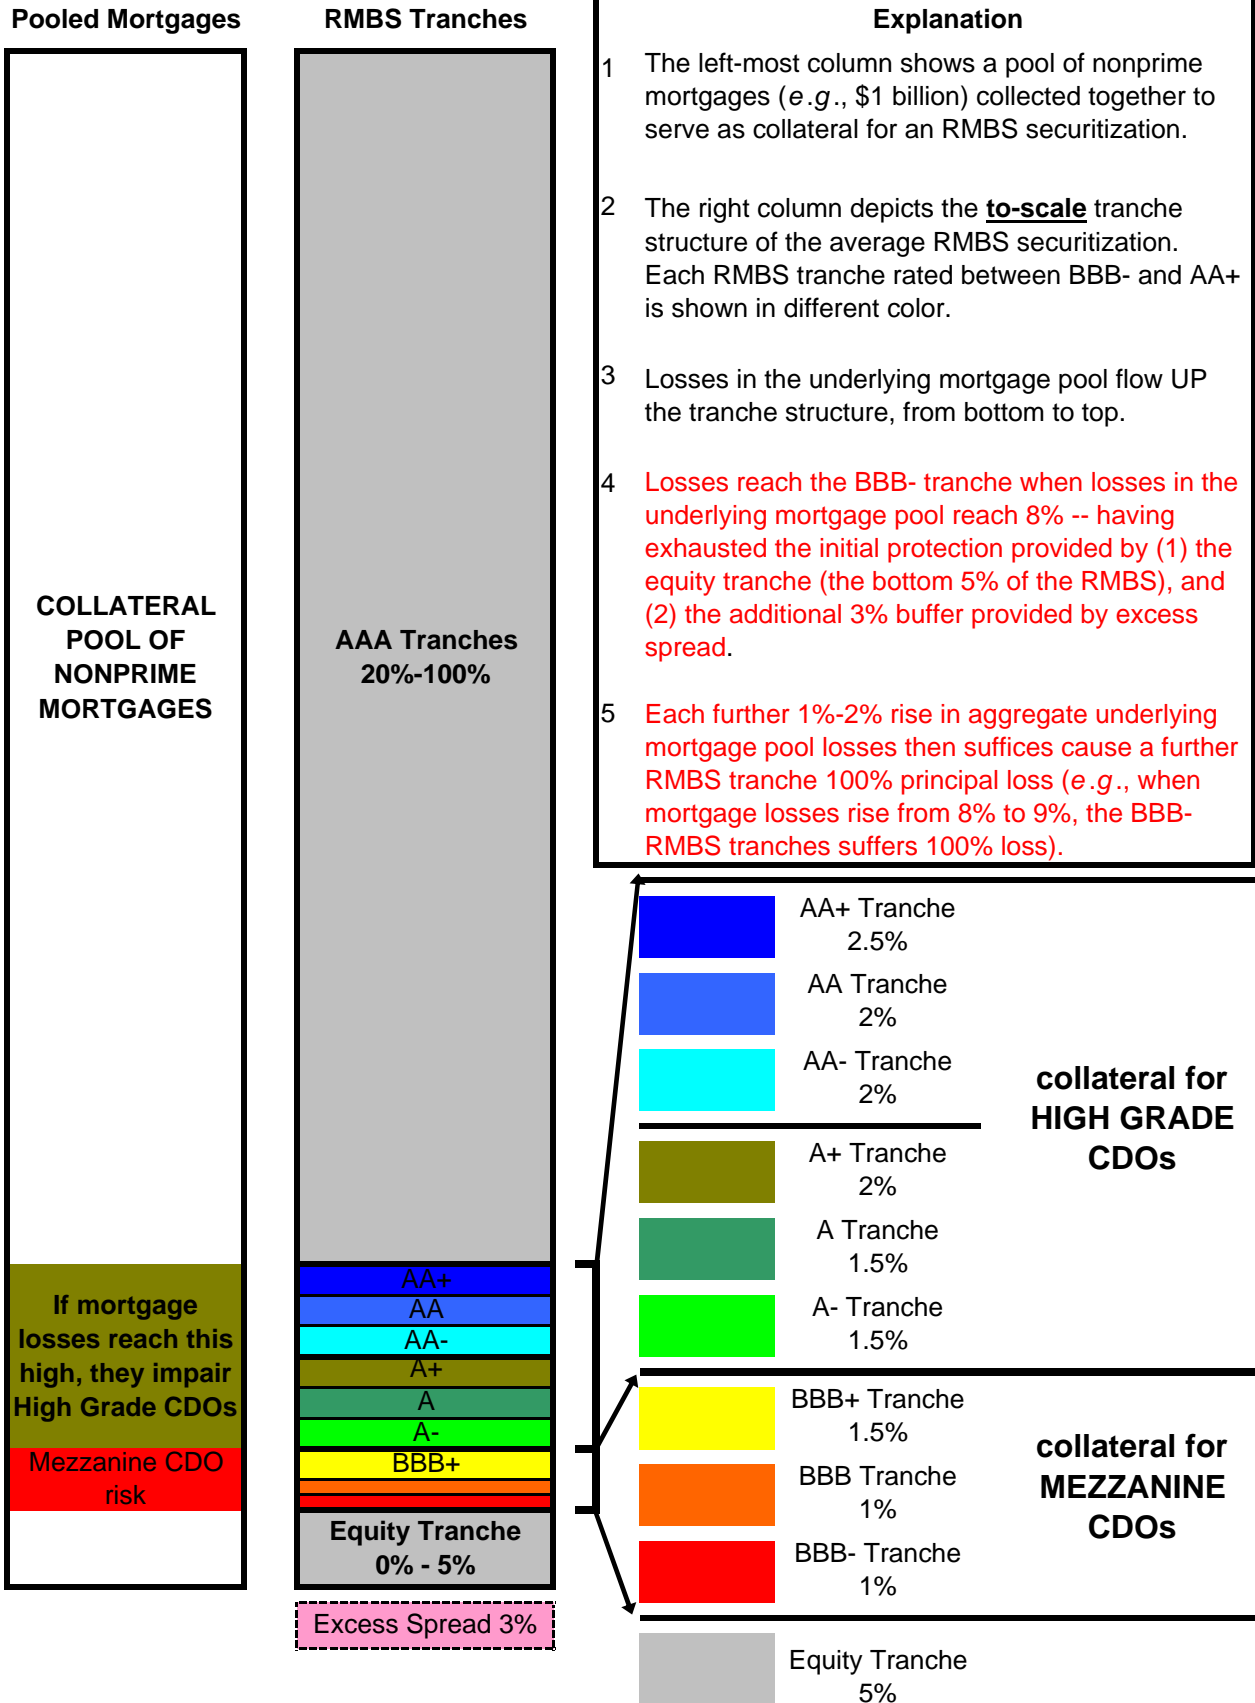 Pooled Mortgages
RMBS Tranches
Explanation
1 The left-most column shows a pool of nonprime
mortgages (e.g., $1 billion) collected together to
serve as collateral for an RMBS securitization.
2 The right column depicts the to-scale tranche
structure of the average RMBS securitization.
Each RMBS tranche rated between BBB- and AA+
is shown in different color.
3 Losses in the underlying mortgage pool flow UP
the tranche structure, from bottom to top.
4 Losses reach the BBB- tranche when losses in the
underlying mortgage pool reach 8% -- having
exhausted the initial protection provided by (1) the
equity tranche (the bottom 5% of the RMBS), and
(2) the additional 3% buffer provided by excess
spread.
5 Each further 1%-2% rise in aggregate underlying
mortgage pool losses then suffices cause a further
RMBS tranche 100% principal loss (e.g., when
mortgage losses rise from 8% to 9%, the BBB-
RMBS tranches suffers 100% loss).
COLLATERAL
POOL OF
NONPRIME
MORTGAGES
If mortgage
losses reach this
high, they impair
High Grade CDOs
Mezzanine CDO
risk
AAA Tranches
20%-100%
AA+
AA
AA-
A+
A
A-
BBB+
Equity Tranche
0% - 5%
Excess Spread 3%
AA+ Tranche
2.5%
AA Tranche
2%
AA- Tranche
2%
A+ Tranche
2%
A Tranche
1.5%
A- Tranche
1.5%
collateral for
HIGH GRADE
CDOs
BBB+ Tranche
1.5%
BBB Tranche
1%
BBB- Tranche
1%
collateral for
MEZZANINE
CDOs
Equity Tranche
5%